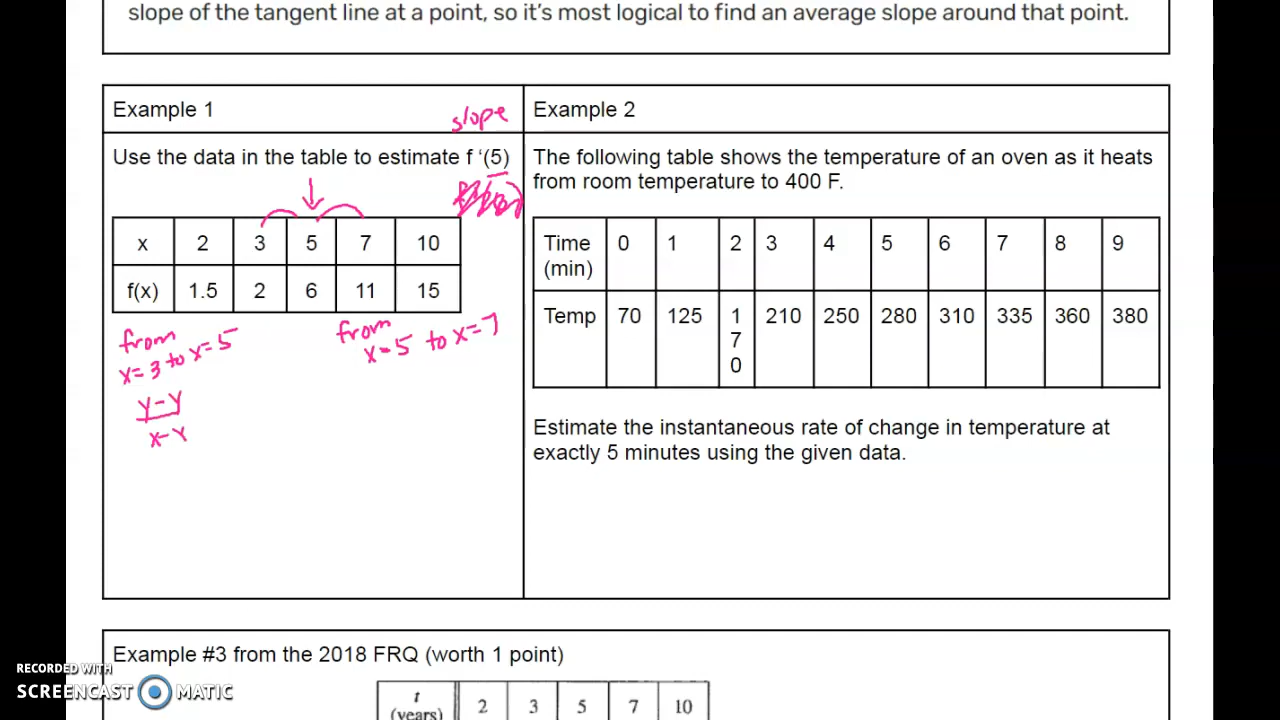 slope of the tangent line at a point, so it's most logical to find an average slope around that point.
Example 1
slope
Use the data in the table to estimate f '(5)
x 2 3 5 7 10
f(x) 1.5 2 6 11 15
from
x=3 to x=5
from
x=5 to x=7
y-y
x-x
Example 2
The following table shows the temperature of an oven as it heats
from room temperature to 400 F.
Time 0 1 2 3 4 5 6 7 8 9
(min)
Temp 70 125 1 210 250 280 310 335 360 380
7
0
Estimate the instantaneous rate of change in temperature at
exactly 5 minutes using the given data.
Example #3 from the 2018 FRQ (worth 1 point)
t 2 3 5 7 10
(years)
RECORDED WITH
SCREENCAST MATIC